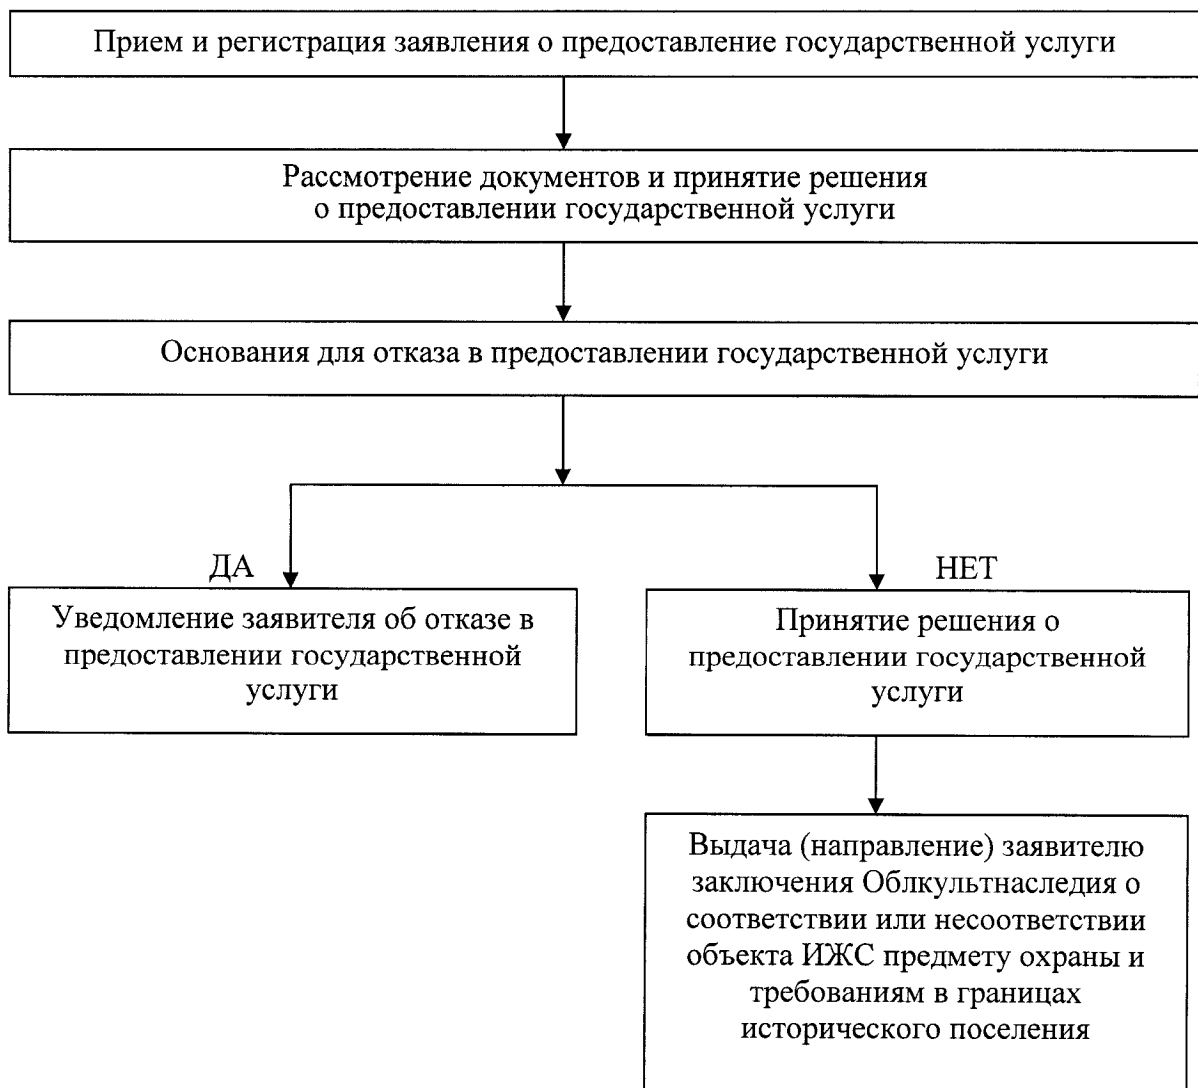 Прием и регистрация заявления о предоставление государственной услуги
Рассмотрение документов и принятие решения
о предоставлении государственной услуги
Основания для отказа в предоставлении государственной услуги
ДА
НЕТ
Уведомление заявителя об отказе в
предоставлении государственной
услуги
Принятие решения о
предоставлении государственной
услуги
Выдача (направление) заявителю
заключения Облкультнаследия о
соответствии или несоответствии
объекта ИЖС предмету охраны и
требованиям в границах
исторического поселения